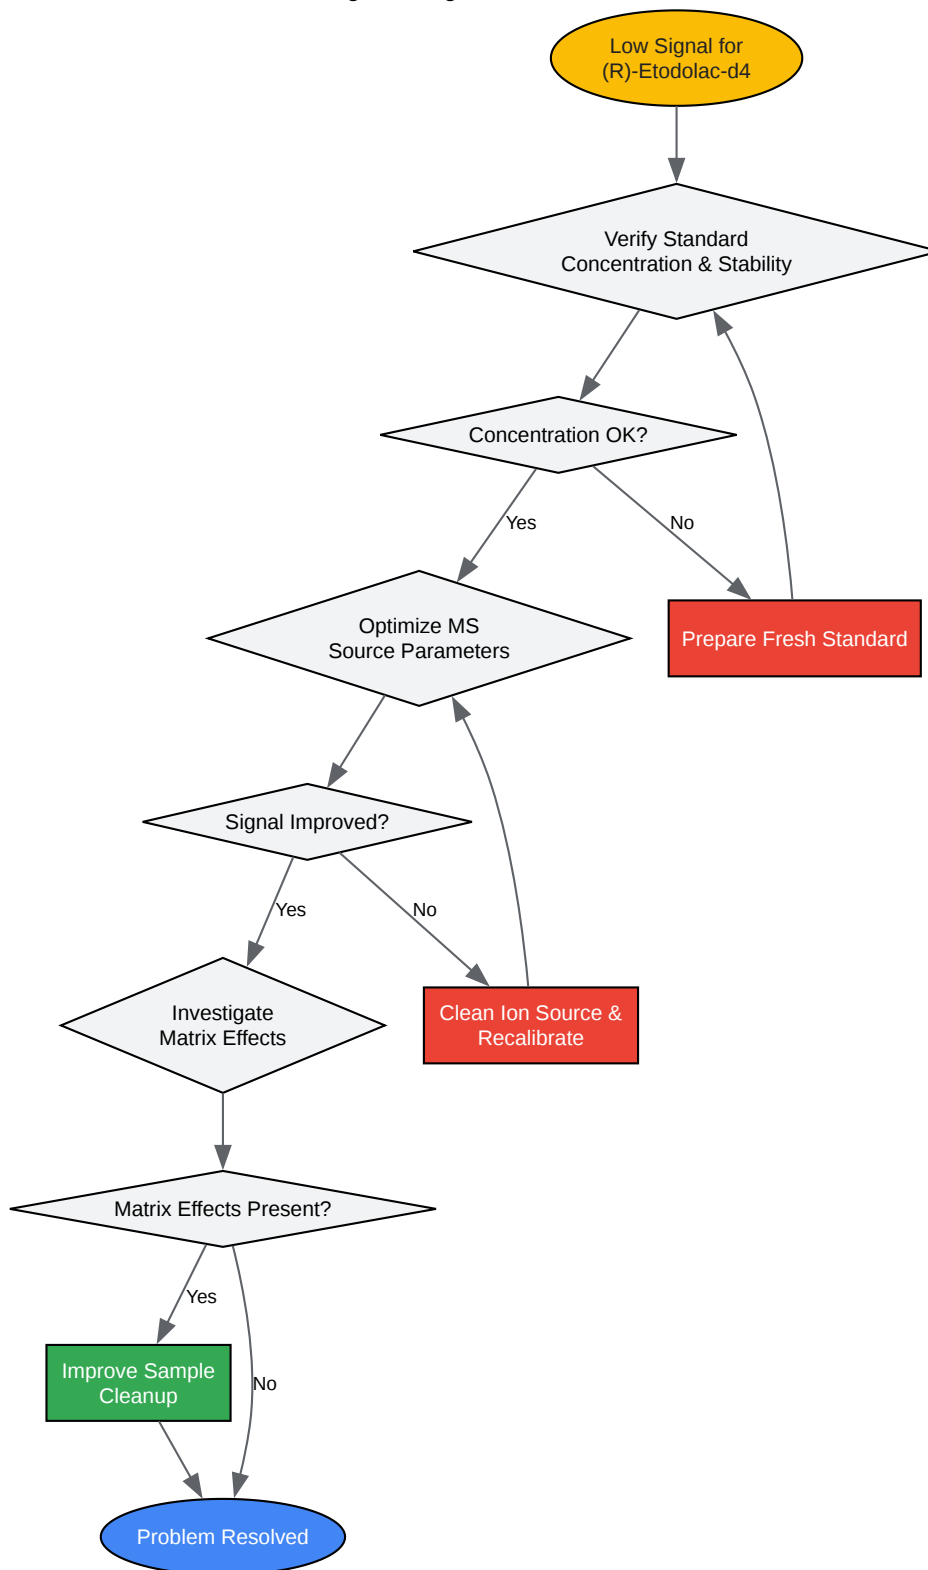 Low Signal for
(R)-Etodolac-d4
Verify Standard
Concentration & Stability
Concentration OK?
Yes
No
Optimize MS
Source Parameters
Prepare Fresh Standard
Signal Improved?
Yes
No
Investigate
Matrix Effects
Clean Ion Source &
Recalibrate
Matrix Effects Present?
Yes
Improve Sample
Cleanup
No
Problem Resolved